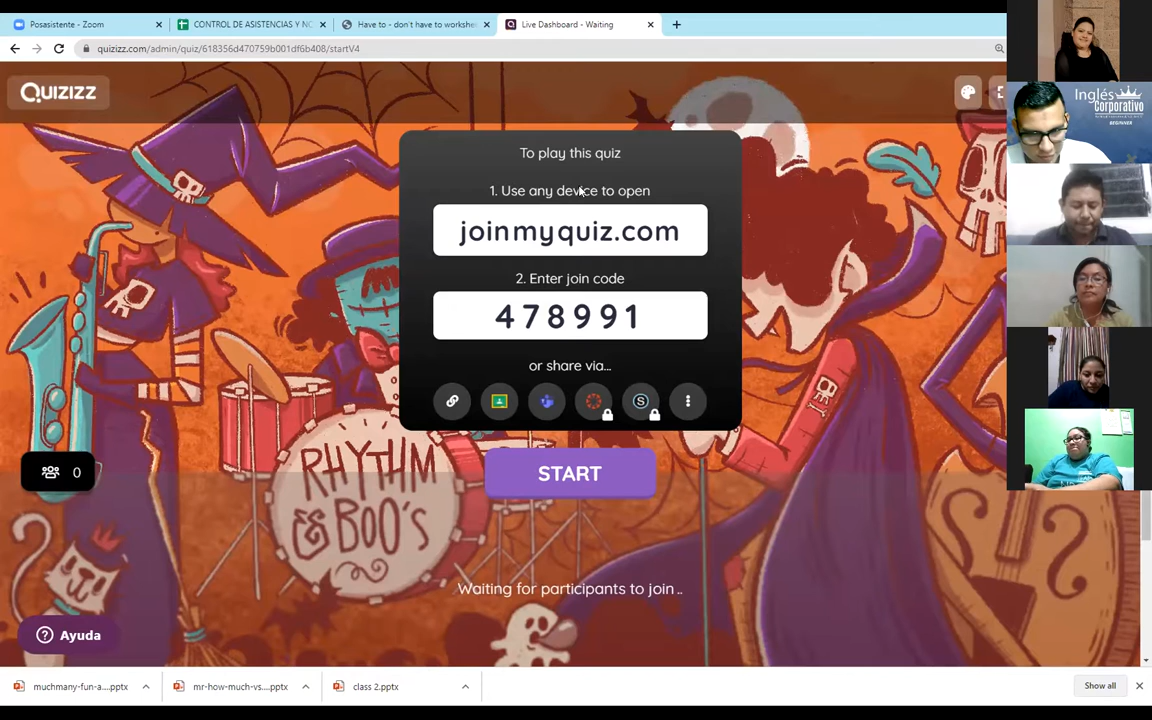 Posasistente - Zoom
CONTROL DE ASISTENCIAS Y NO
Have to - don't have to workshe
Live Dashboard - Waiting
quizizz.com/admin/quiz/618356d470759b001df6b408/startV4
Quizizz
To play this quiz
1. Use any device to open
joinmyquiz.com
2. Enter join code
478991
or share via...
S
START
0
RHYTHM
& BOO'S
Waiting for participants to join ..
Ayuda
Inglés
Corporativo
BEGINNER
muchmany-fun-a....pptx
mr-how-much-vs....pptx
class 2.pptx
Show all